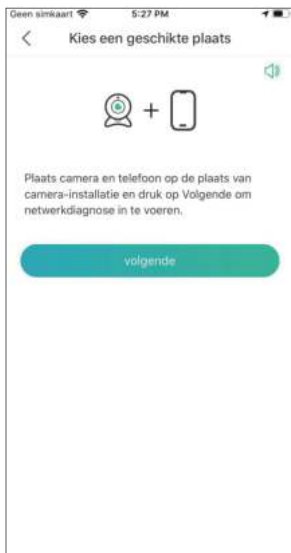 Geen simkaart 5:27 PM
Kies een geschikte plaats
Plaats camera en telefoon op de plaats van
camera-installatie en druk op Volgende om
netwerkdiagnose in te voeren.
volgende